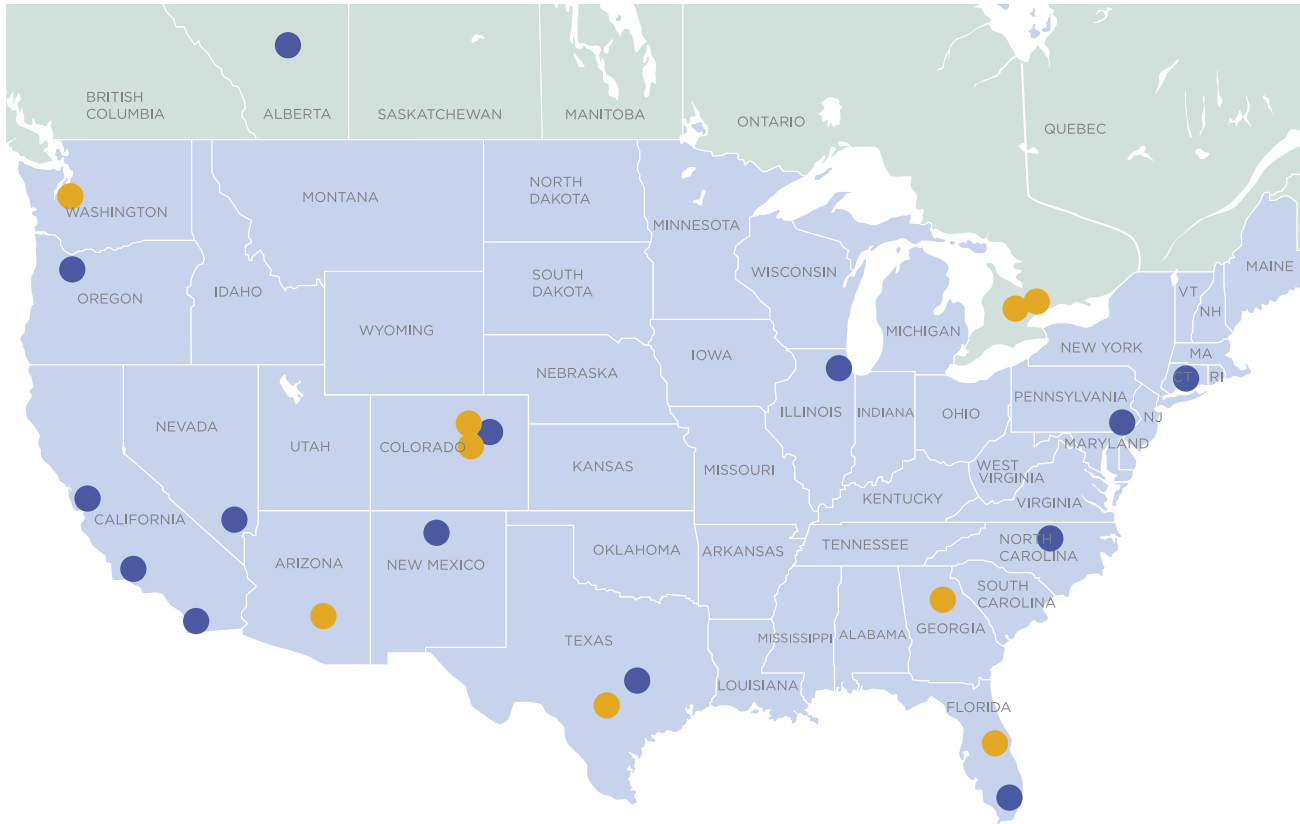 BRITISH
COLUMBIA
ALBERTA
SASKATCHEWAN
MANITOBA
ONTARIO
QUEBEC
WASHINGTON
MONTANA
NORTH
DAKOTA
MINNESOTA
OREGON
IDAHO
SOUTH
DAKOTA
WISCONSIN
MAINE
VT
NH
WYOMING
MICHIGAN
NEW YORK
MA
IOWA
NEBRASKA
CT
RI
PENNSYLVANIA
NJ
NEVADA
UTAH
COLORADO
ILLINOIS
INDIANA
OHIO
MARYLAND
KANSAS
MISSOURI
WEST
VIRGINIA
KENTUCKY
VIRGINIA
CALIFORNIA
ARIZONA
NEW MEXICO
OKLAHOMA
ARKANSAS
TENNESSEE
NORTH
CAROLINA
SOUTH
CAROLINA
TEXAS
MISSISSIPPI
ALABAMA
GEORGIA
LOUISIANA
FLORIDA